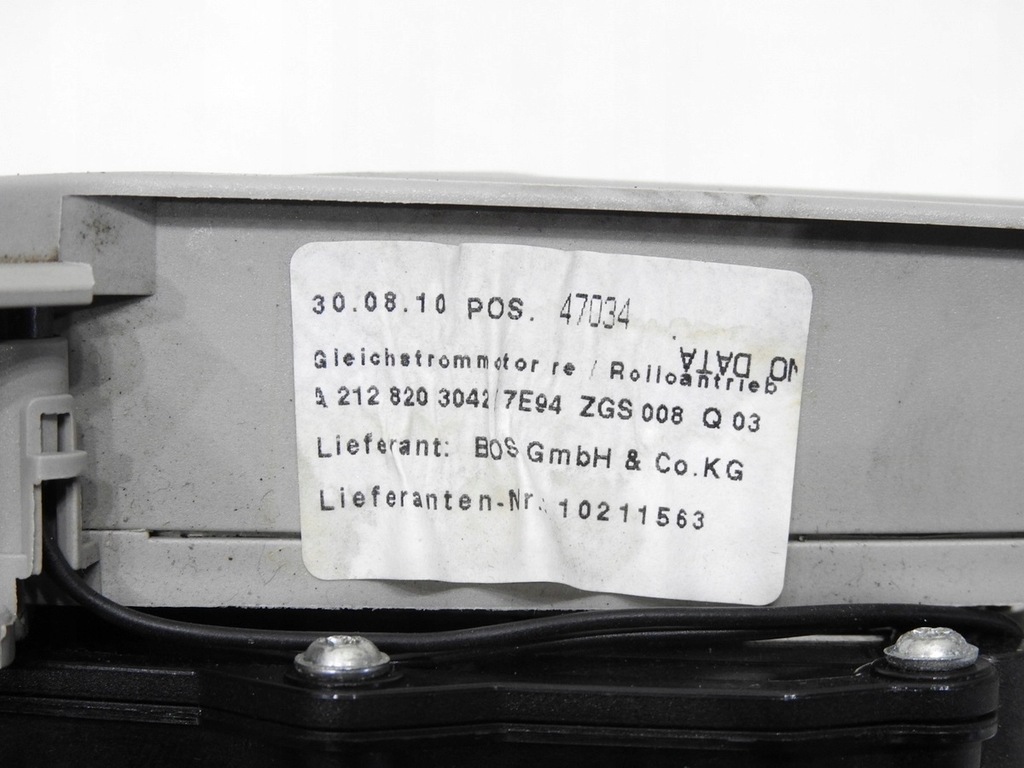 30.08.10 POS. 47034
NO DATA
Gleichstrommotor re / Rolloantrieb
A 212 820 3042 7E94 ZGS 008 Q 03
Lieferant: BOS GmbH & Co.KG
Lieferanten-Nr.: 10211563